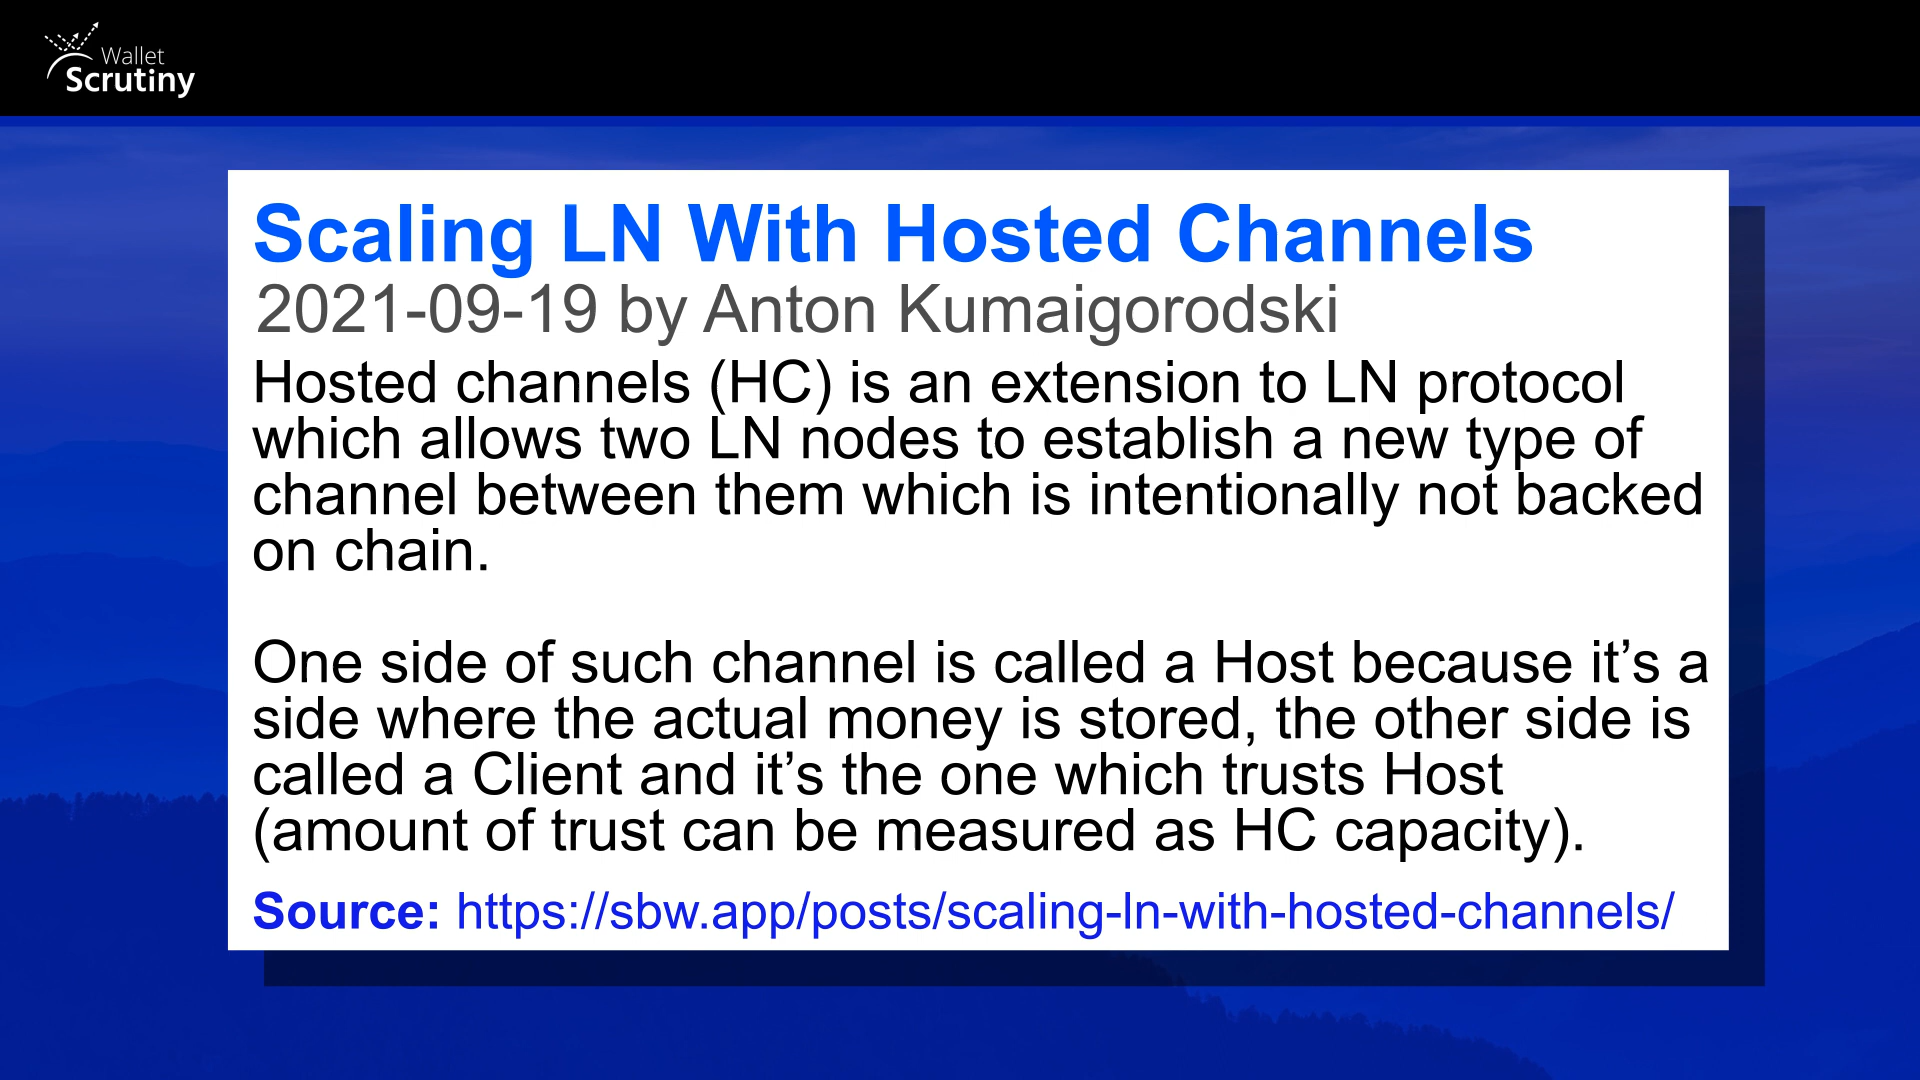 Wallet
Scrutiny
Scaling LN With Hosted Channels
2021-09-19 by Anton Kumaigorodski
Hosted channels (HC) is an extension to LN protocol
which allows two LN nodes to establish a new type of
channel between them which is intentionally not backed
on chain.
One side of such channel is called a Host because it’s a
side where the actual money is stored, the other side is
called a Client and it’s the one which trusts Host
(amount of trust can be measured as HC capacity).
Source: https://sbw.app/posts/scaling-ln-with-hosted-channels/